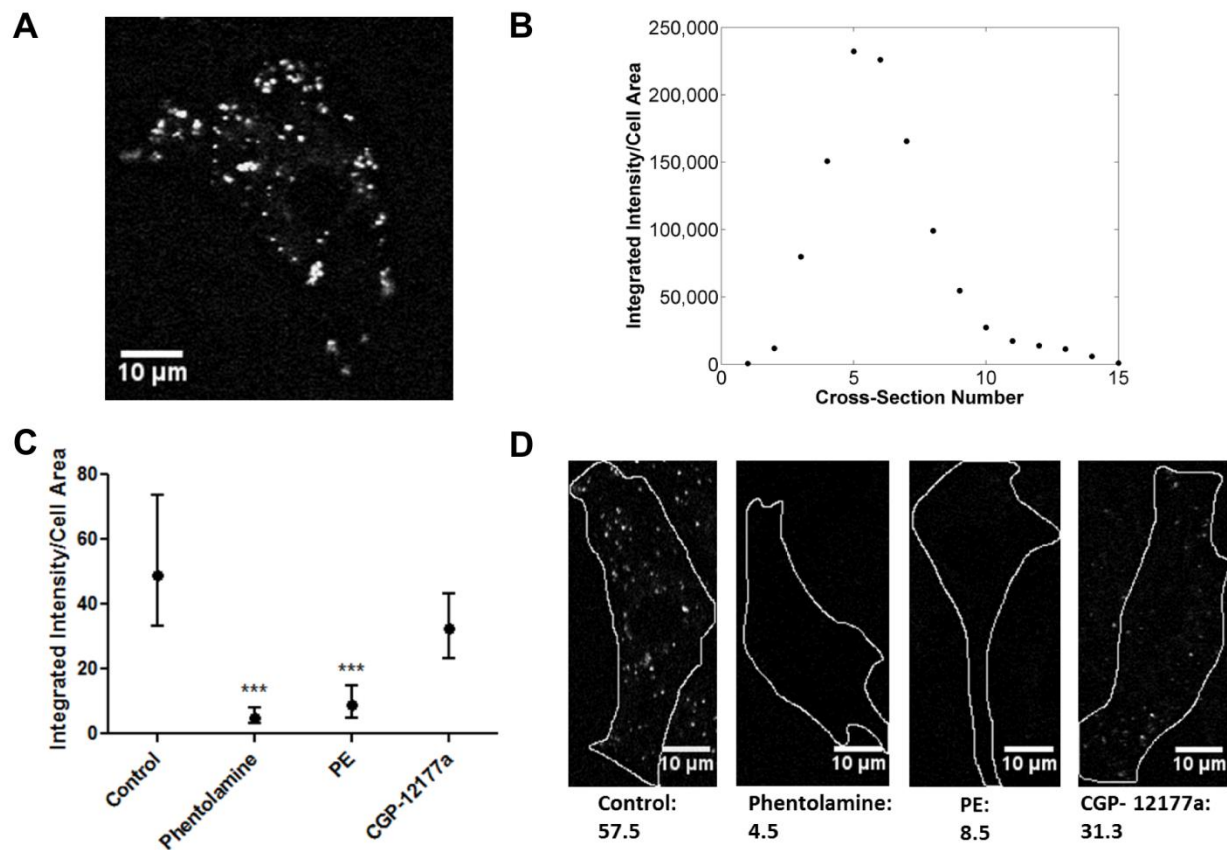 A
10 μm
B
Integrated Intensity/Cell Area
250,000
200,000
150,000
100,000
50,000
0
0
5
10
15
Cross-Section Number
C
Integrated Intensity/Cell Area
80
60
40
20
0
***
***
Control
Phentolamine
PE
CGP-12177a
D
10 μm
10 μm
10 μm
10 μm
Control:
57.5
Phentolamine:
4.5
PE:
8.5
CGP- 12177a:
31.3